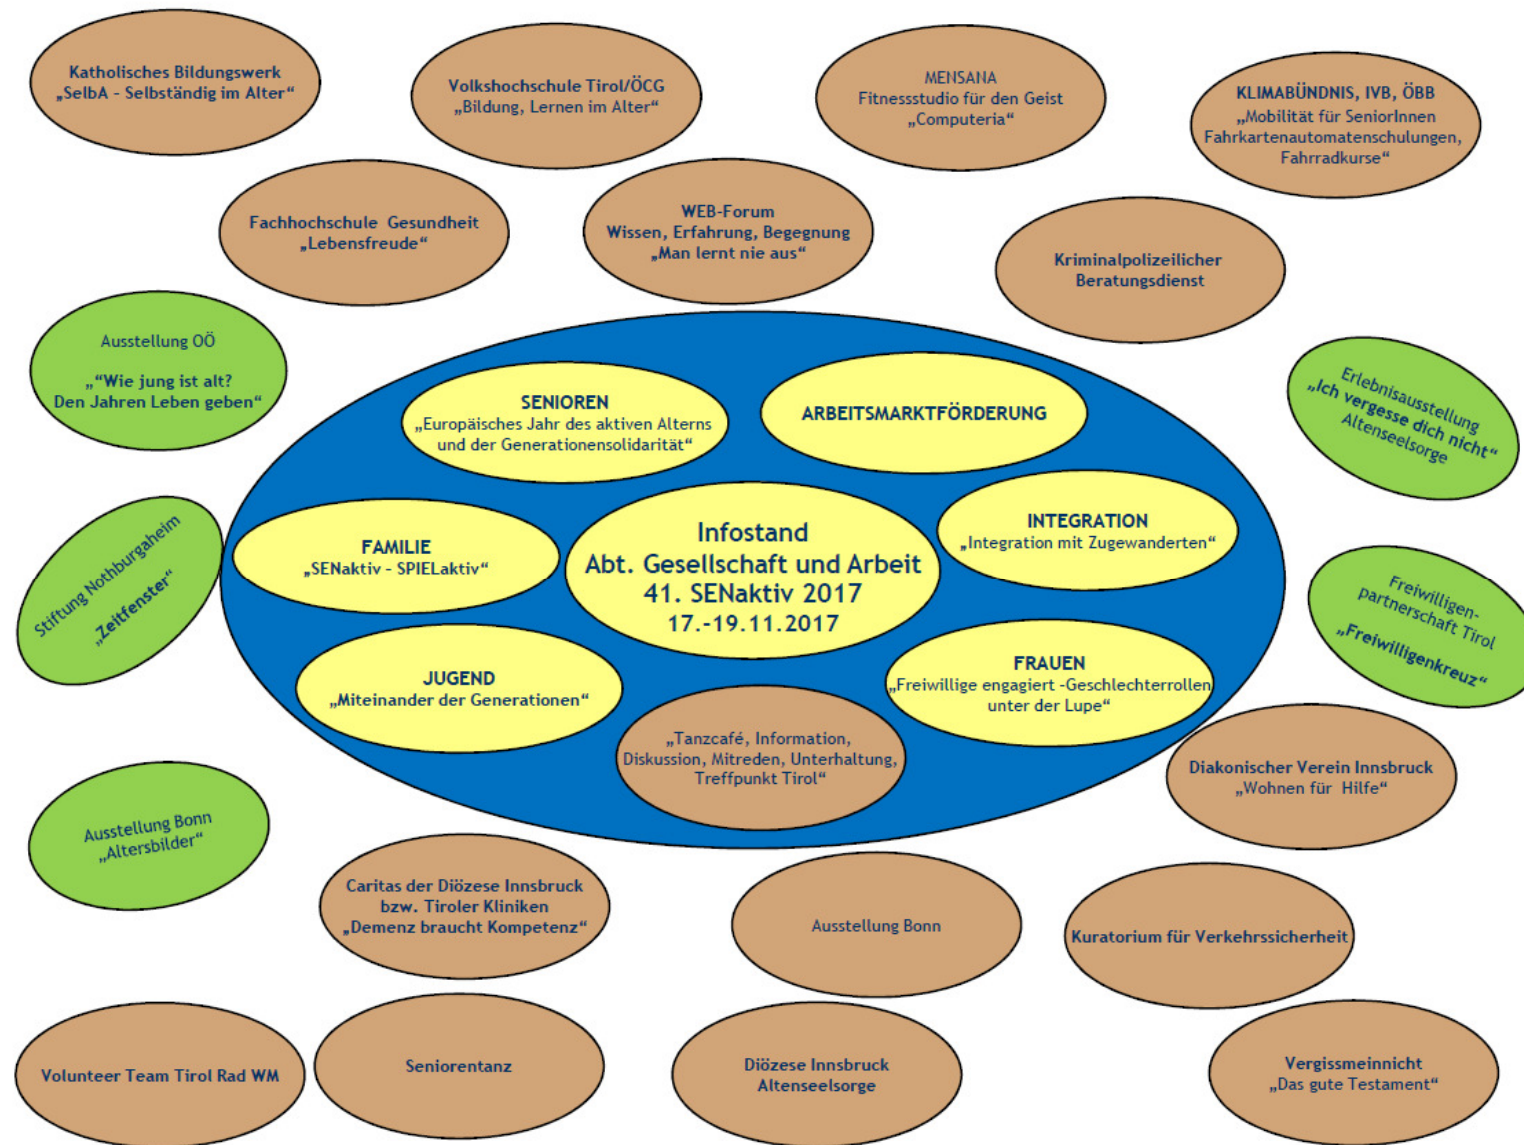 Katholisches Bildungswerk
„SelbA – Selbständig im Alter“
Volkshochschule Tirol/ÖCG
„Bildung, Lernen im Alter“
MENSANA
Fitnessstudio für den Geist
„Computeria“
KLIMABÜNDNIS, IVB, ÖBB
„Mobilität für SeniorInnen
Fahrkartenautomatenschulungen,
Fahrradkurse“
Fachhochschule Gesundheit
„Lebensfreude“
WEB-Forum
Wissen, Erfahrung, Begegnung
„Man lernt nie aus“
Kriminalpolizeilicher
Beratungsdienst
Ausstellung OÖ
„“Wie jung ist alt?
Den Jahren Leben geben“
SENIOREN
„Europäisches Jahr des aktiven Alterns
und der Generationensolidarität“
ARBEITSMARKTFÖRDERUNG
Erlebnisausstellung
„Ich vergesse dich nicht“
Altenseelsorge
Stiftung Nothburgaheim
„Zeitfenster“
FAMILIE
„SENaktiv – SPIELaktiv“
Infostand
Abt. Gesellschaft und Arbeit
41. SENaktiv 2017
17.-19.11.2017
INTEGRATION
„Integration mit Zugewanderten“
Freiwilligen-
partnerschaft Tirol
„Freiwilligenkreuz“
JUGEND
„Miteinander der Generationen“
FRAUEN
„Freiwillige engagiert –Geschlechterrollen
unter der Lupe“
„Tanzcafé, Information,
Diskussion, Mitreden, Unterhaltung,
Treffpunkt Tirol“
Diakonischer Verein Innsbruck
„Wohnen für Hilfe“
Ausstellung Bonn
„Altersbilder“
Caritas der Diözese Innsbruck
bzw. Tiroler Kliniken
„Demenz braucht Kompetenz“
Ausstellung Bonn
Kuratorium für Verkehrssicherheit
Volunteer Team Tirol Rad WM
Seniorentanz
Diözese Innsbruck
Altenseelsorge
Vergissmeinnicht
„Das gute Testament“